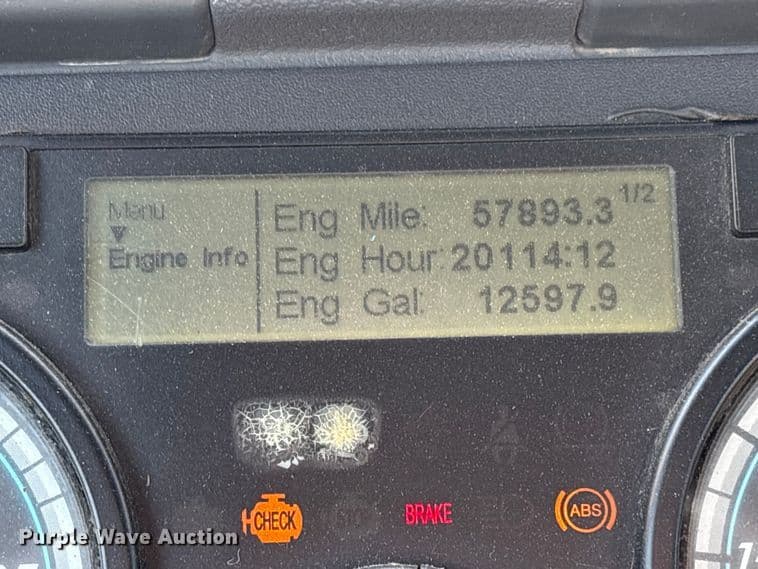 Menu
Engine Info
Eng Mile: 57893.3 1/2
Eng Hour: 20114:12
Eng Gal: 12597.9
CHECK
BRAKE
ABS
Purple Wave Auction